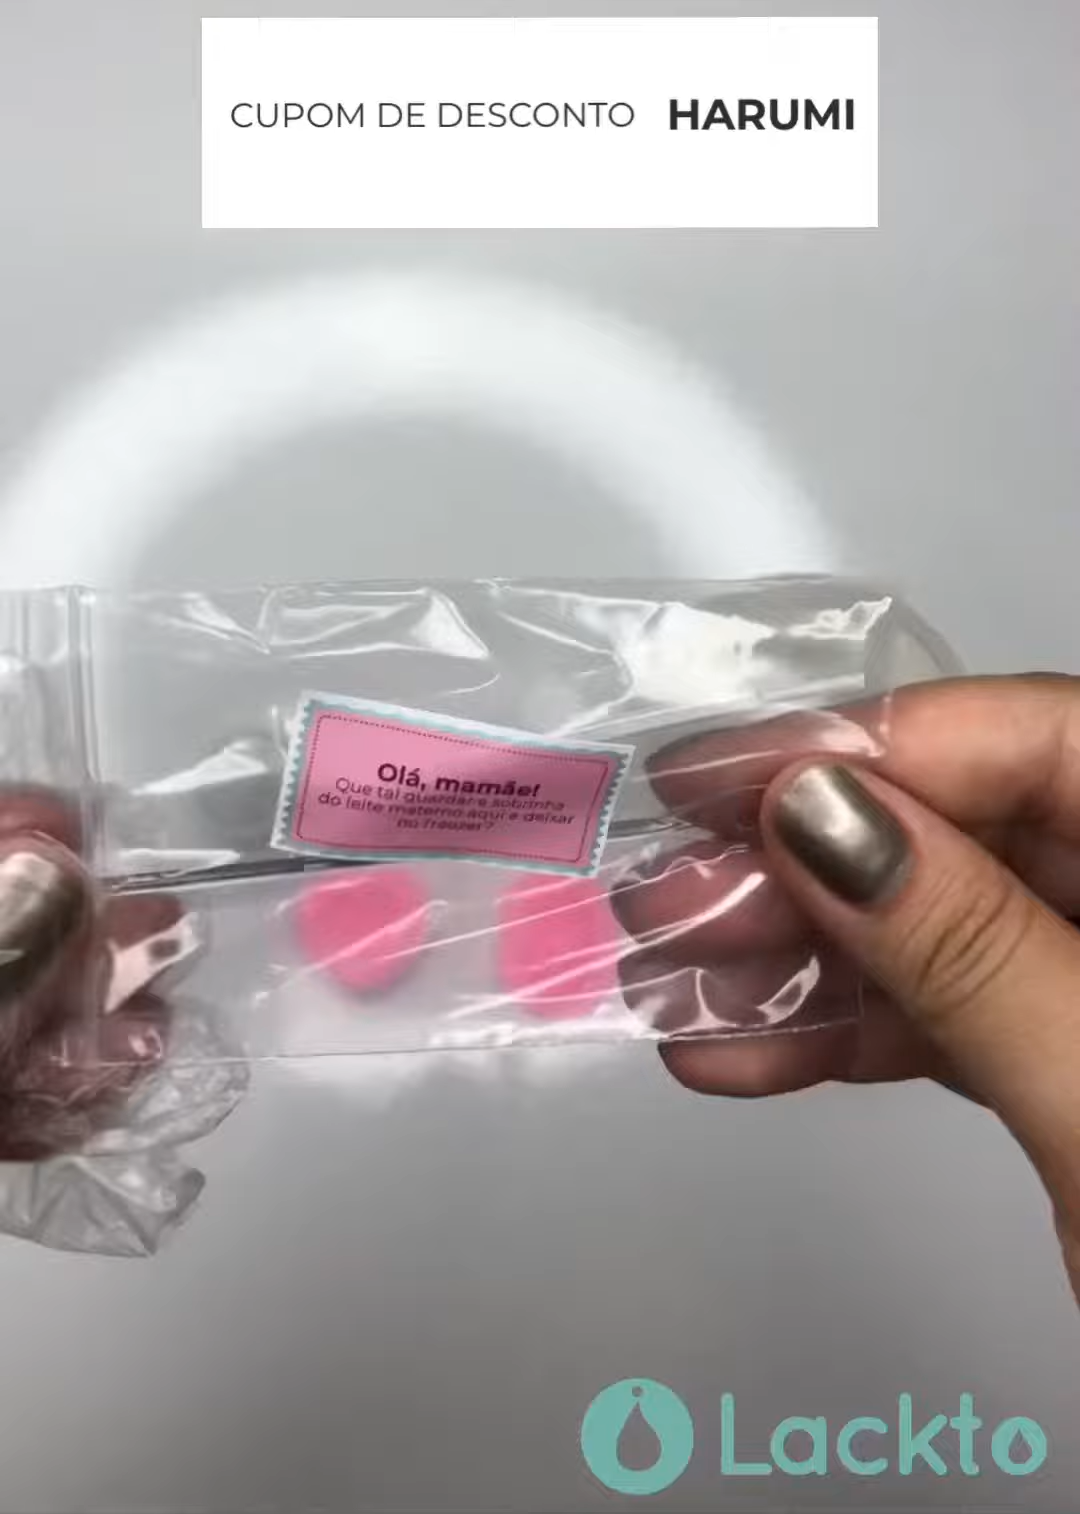 CUPOM DE DESCONTO HARUMI
Olá, mamãe!
Que tal guardar a sobrinha
do leite materno aqui e deixar
no freezer?
Lackto